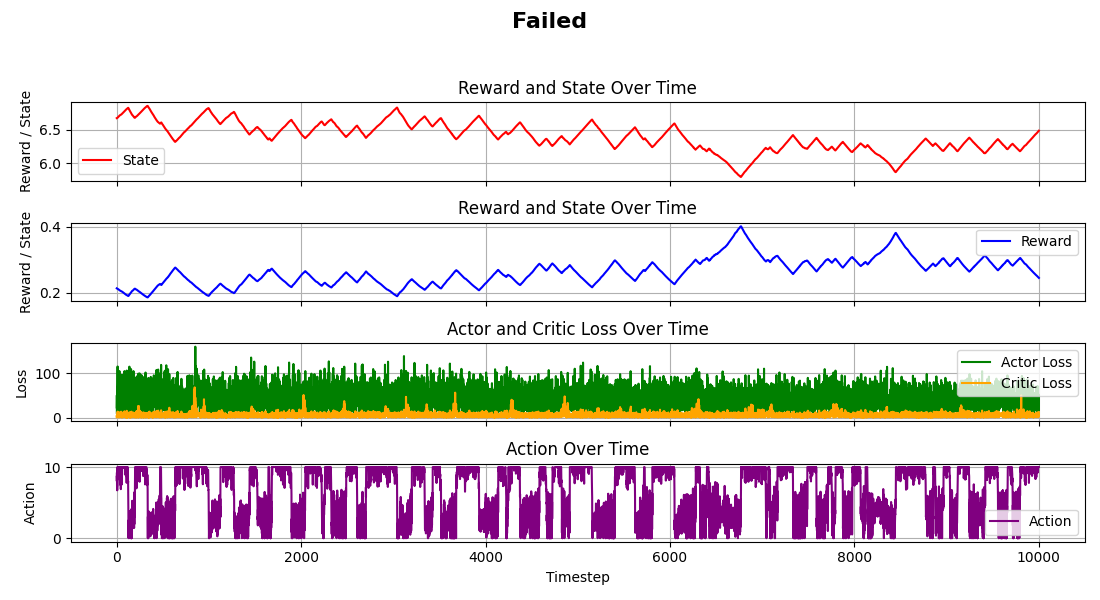 Failed
Reward and State Over Time
Reward / State
6.5
6.0
State
Reward and State Over Time
Reward / State
0.4
0.2
Reward
Actor and Critic Loss Over Time
Loss
100
0
Actor Loss
Critic Loss
Action Over Time
Action
10
0
Action
0 2000 4000 6000 8000 10000
Timestep